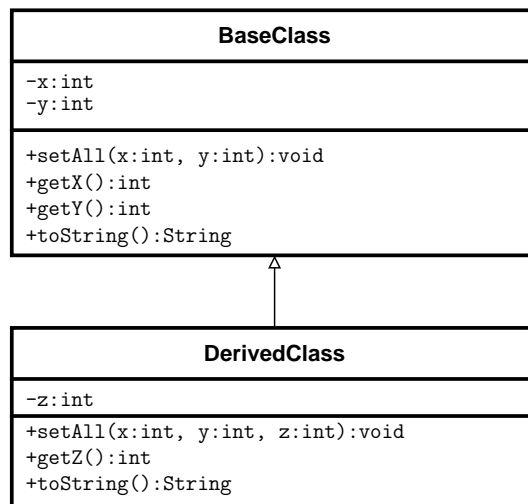 BaseClass
-x:int
-y:int
+setAll(x:int, y:int):void
+getX():int
+getY():int
+toString():String
DerivedClass
-z:int
+setAll(x:int, y:int, z:int):void
+getZ():int
+toString():String